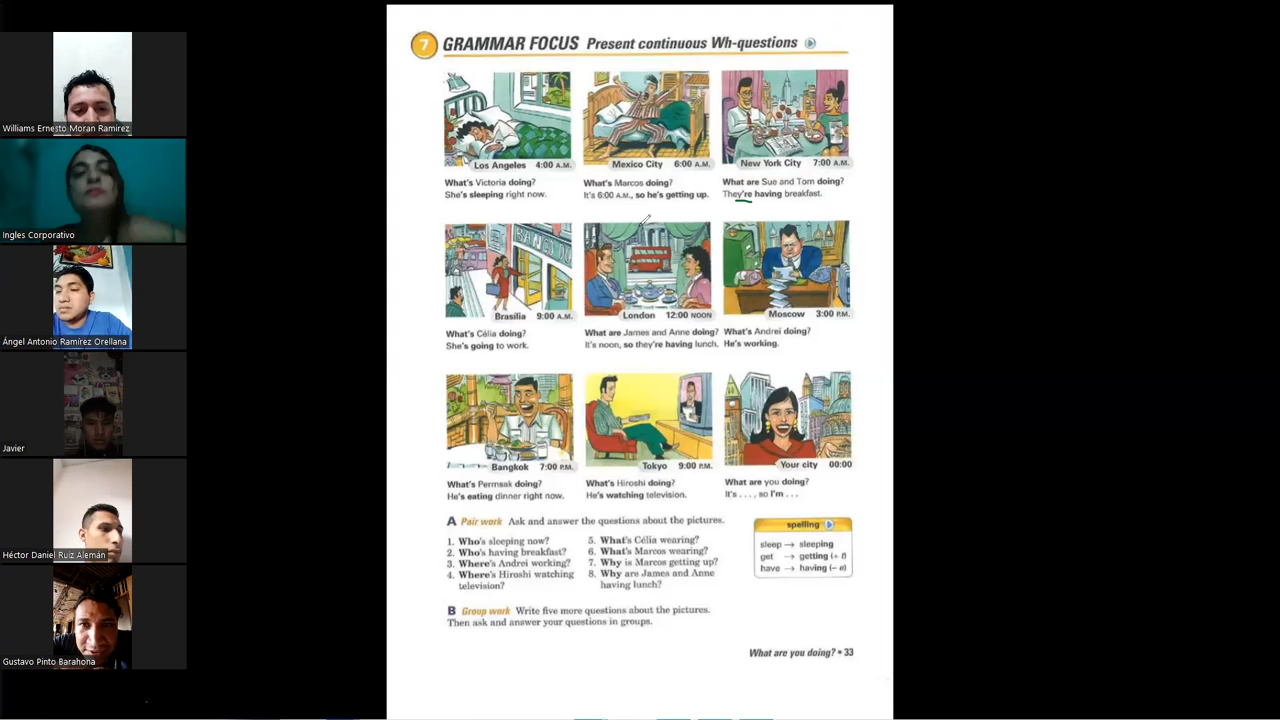 Williams Ernesto Moran Ramirez
Ingles Corporativo
Ángel Antonio Ramírez Orellana
Javier
Héctor Daniel Ruiz Alemán
Gustavo Pinto Barahona
7 GRAMMAR FOCUS Present continuous Wh-questions
Los Angeles 4:00 A.M.
What's Victoria doing?
She's sleeping right now.
Mexico City 6:00 A.M.
What's Marcos doing?
It's 6:00 A.M., so he's getting up.
New York City 7:00 A.M.
What are Sue and Tom doing?
They're having breakfast.
Brasília 9:00 A.M.
What's Célia doing?
She's going to work.
London 12:00 NOON
What are James and Anne doing?
It's noon, so they're having lunch.
Moscow 3:00 P.M.
What's Andrei doing?
He's working.
Bangkok 7:00 P.M.
What's Permsak doing?
He's eating dinner right now.
Tokyo 9:00 P.M.
What's Hiroshi doing?
He's watching television.
Your city 00:00
What are you doing?
It's . . . , so I'm . . .
A Pair work Ask and answer the questions about the pictures.
1. Who's sleeping now?
2. Who's having breakfast?
3. Where's Andrei working?
4. Where's Hiroshi watching
television?
5. What's Célia wearing?
6. What's Marcos wearing?
7. Why is Marcos getting up?
8. Why are James and Anne
having lunch?
spelling
sleep → sleeping
get → getting (+ t)
have → having (– e)
B Group work Write five more questions about the pictures.
Then ask and answer your questions in groups.
What are you doing? • 33